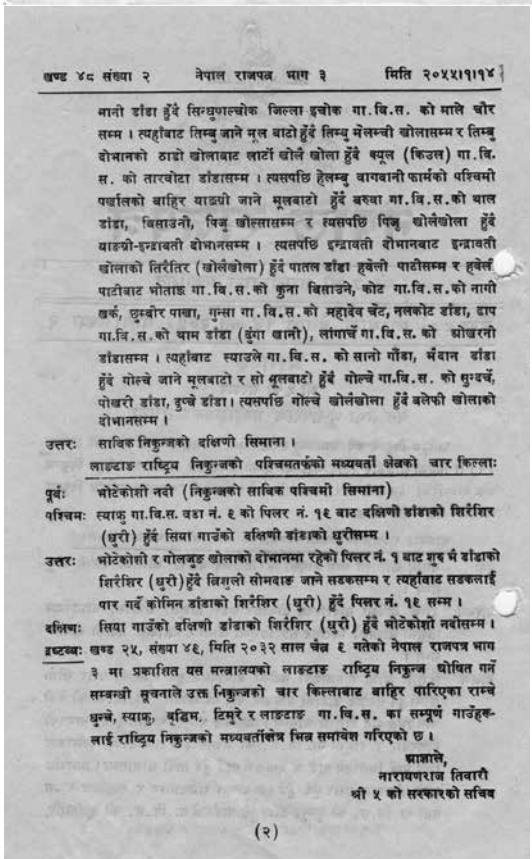 खण्ड ४८ संख्या २ नेपाल राजपत्र भाग ३ मिति २०५५।१।१४
भानी डाँडा हुँदै सिन्धुपाल्चोक जिल्ला इचोक गा.वि.स. को माले चौर
सम्म । त्यहाँबाट तिम्बु जाने मूल बाटो हुँदै तिम्बु मेलम्ची खोलासम्म र तिम्बु
दोभानको ठाडो खोलाबाट लार्टो खोलै खोला हुँदै क्यूल (किउल) गा.वि.
स. को तारबोटा डाँडासम्म । त्यसपछि हेलम्बु बागबानी फार्मको पश्चिमी
पर्खालको बाहिर याङग्री जाने मूलबाटो हुँदै बरुवा गा.वि.स.को थाल
डाँडा, बिसाउनी, पिजु खोल्सासम्म र त्यसपछि पिजु खोलैखोला हुँदै
याङग्री-इन्द्रावती दोभानसम्म । त्यसपछि इन्द्रावती दोभानबाट इन्द्रावती
खोलाको तिरैतिर (खोलैखोला) हुँदै पातल डाँडा हवेली पाटीसम्म र हवेली
पाटीबाट भोताङ गा.वि.स.को कुना बिसाउने, कोट गा.वि.स.को नागी
खर्क, छम्बीर पाखा, गुन्सा गा.वि.स.को महादेव चेट, नलकोट डाँडा, ढाप
गा.वि.स.को थाम डाँडा (ढुंगा खानी), लांगार्चे गा.वि.स. को ओखरनी
डाँडासम्म । त्यहाँबाट स्याउले गा.वि.स. को सानो गौंडा, मैदान डाँडा
हुँदै गोल्चे जाने मूलबाटो र सो मूलबाटो हुँदै गोल्चे गा.वि.स. को घुन्दर्चे,
पोखरी डाँडा, दुप्चे डाँडा । त्यसपछि गोल्चे खोलैखोला हुँदै बलेफी खोलाको
दोभानसम्म ।
उत्तरः साविक निकुन्जको दक्षिणी सिमाना ।
लाङटाङ राष्ट्रिय निकुन्जको पश्चिमतर्फको मध्यवर्ती क्षेत्रको चार किल्लाः
पूर्वः भोटेकोशी नदी (निकुन्जको साबिक पश्चिमी सिमाना)
पश्चिमः स्याफ्रु गा.वि.स. वडा नं. ६ को पिलर नं. १६ बाट दक्षिणी डाँडाको शिरैशिर
(धुरी) हुँदै सिया गाउँको दक्षिणी डाँडाको धुरीसम्म ।
उत्तरः भोटेकोशी र गोलजुङ खोलाको दोभानमा रहेको पिलर नं. १ बाट शुरु भै डाँडाको
शिरैशिर (धुरी) हुँदै त्रिशुली सोमदाङ जाने सडकसम्म र त्यहाँबाट सडकलाई
पार गर्दै कोमिन डाँडाको शिरैशिर (धुरी) हुँदै पिलर नं. १६ सम्म ।
दक्षिणः सिया गाउँको दक्षिणी डाँडाको शिरैशिर (धुरी) हुँदै भोटेकोशी नदीसम्म ।
द्रष्टव्यः खण्ड २५, संख्या ४६, मिति २०३२ साल चैत्र ६ गतेको नेपाल राजपत्र भाग
३ मा प्रकाशित यस मन्त्रालयको लाङटाङ राष्ट्रिय निकुन्ज घोषित गर्ने
सम्बन्धी सूचनाले उक्त निकुन्जको चार किल्लाबाट बाहिर पारिएका राम्चे
धुन्चे, स्याफ्रु, बृद्धिम, टिमुरे र लाङटाङ गा.वि.स. का सम्पूर्ण गाउँहरु-
लाई राष्ट्रिय निकुन्जको मध्यवर्तीक्षेत्र भित्र समावेश गरिएको छ ।
आज्ञाले,
नारायणराज तिवारी
श्री ५ को सरकारको सचिव
(२)